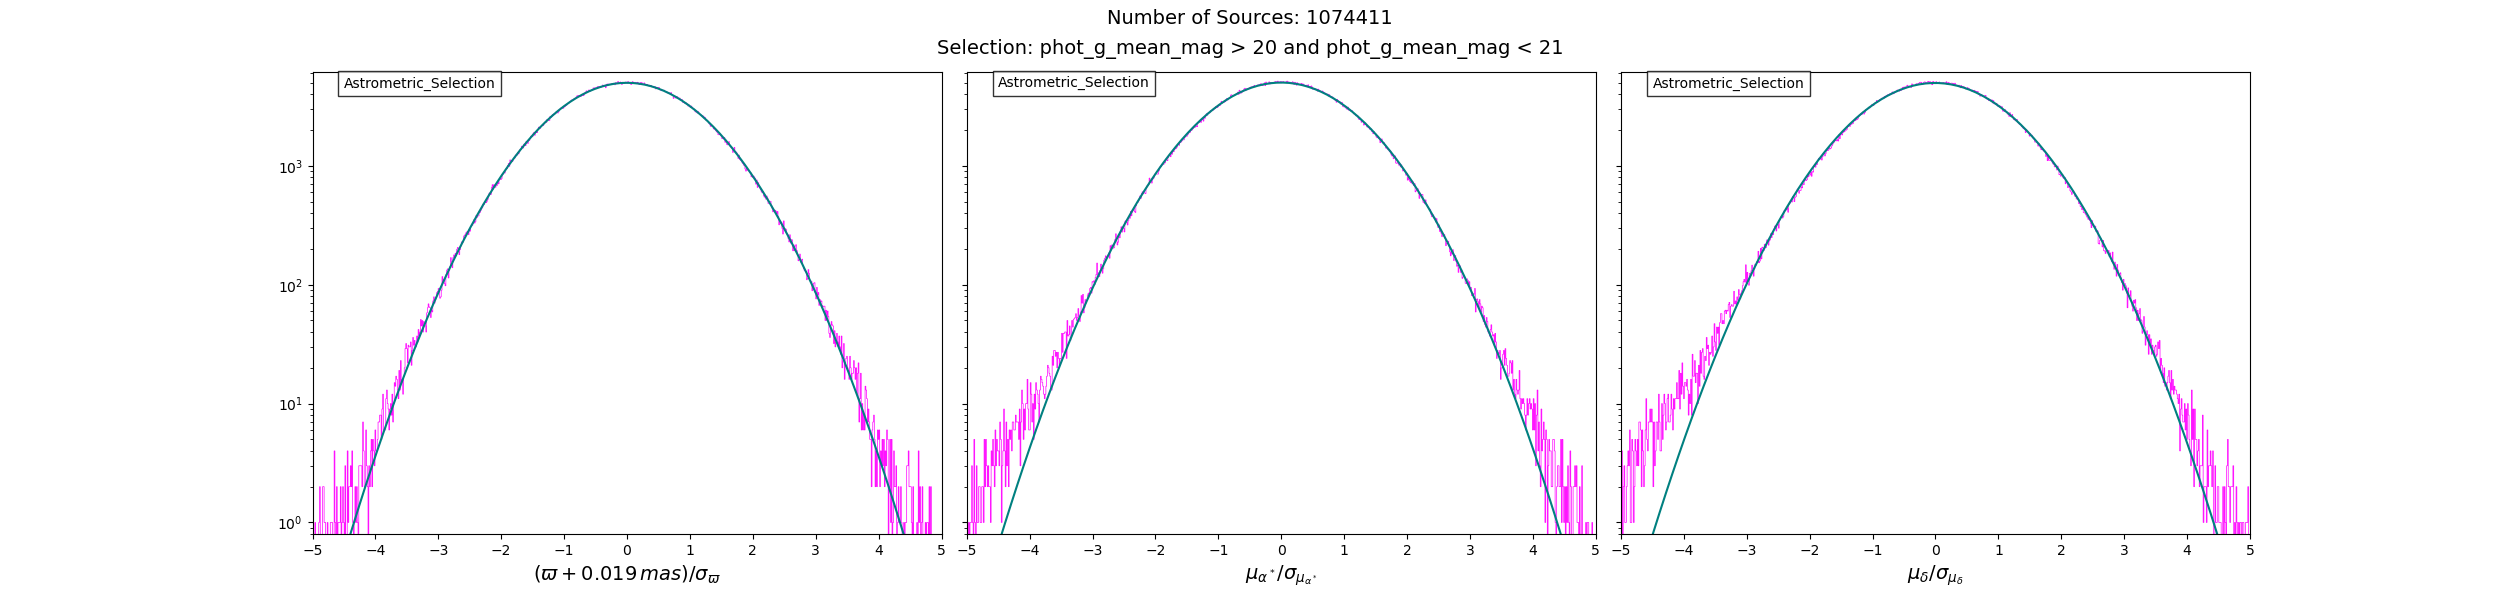 Number of Sources: 1074411
Selection: phot_g_mean_mag > 20 and phot_g_mean_mag < 21
Astrometric_Selection
Astrometric_Selection
Astrometric_Selection
10³
10²
10¹
10⁰
−5 −4 −3 −2 −1 0 1 2 3 4 5
−5 −4 −3 −2 −1 0 1 2 3 4 5
−5 −4 −3 −2 −1 0 1 2 3 4 5
(ϖ + 0.019 mas)/σ_ϖ
μ_α*/σ_μ_α*
μ_δ/σ_μ_δ